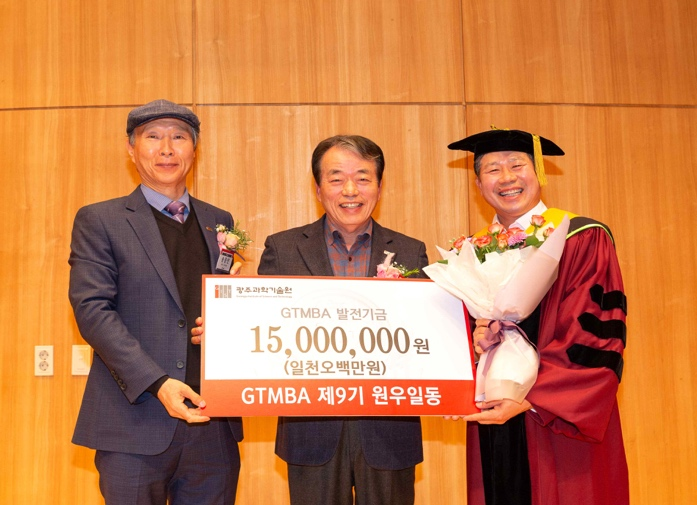 광주과학기술원
GTMBA 발전기금
15,000,000원
(일천오백만원)
GTMBA 제9기 원우일동